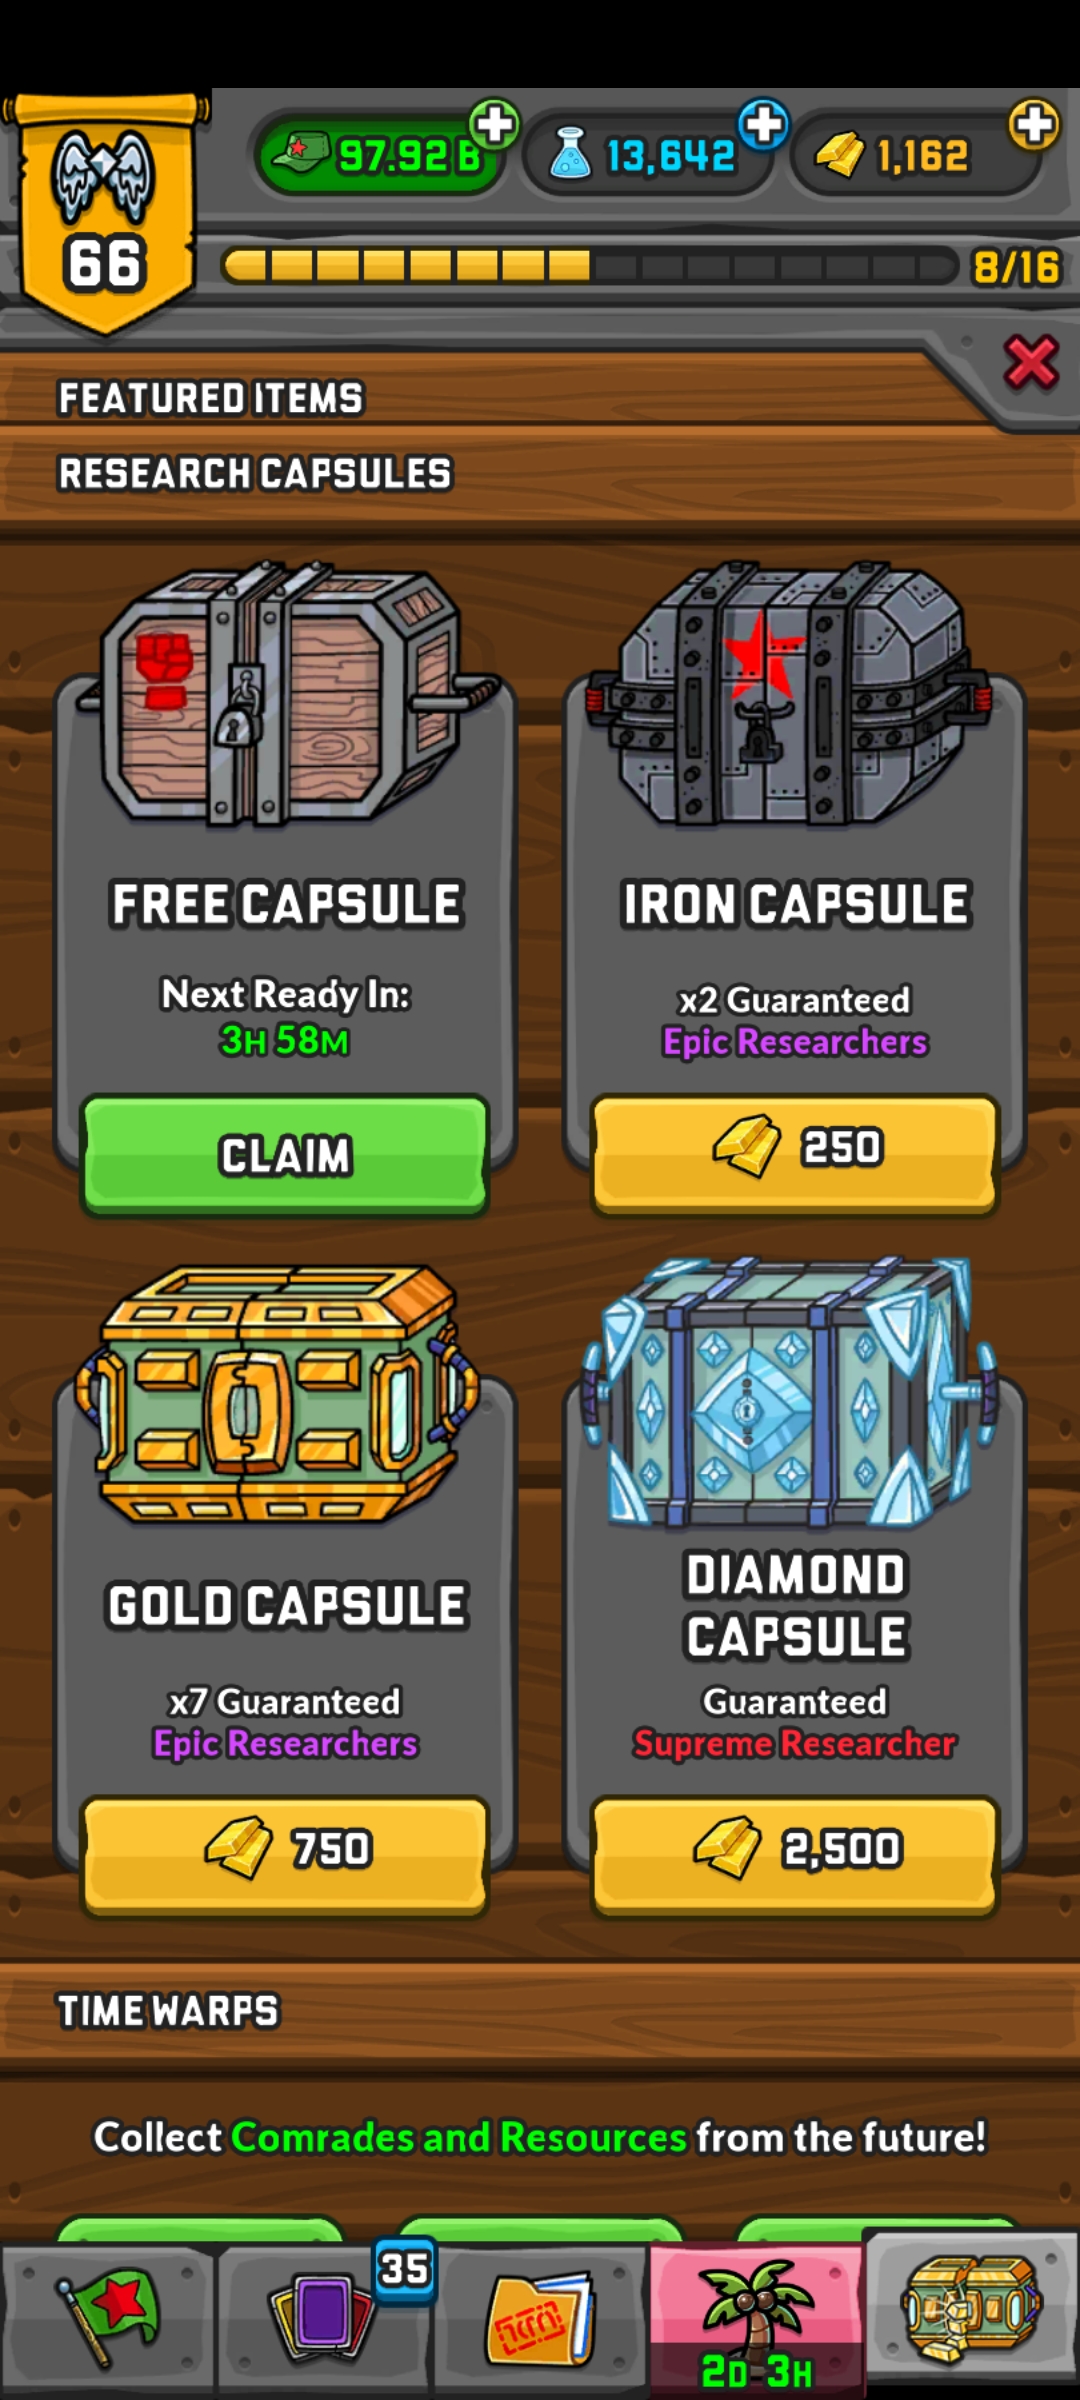 97.92 B
13,642
1,162
66
8/16
FEATURED ITEMS
RESEARCH CAPSULES
FREE CAPSULE
Next Ready In:
3H 58M
CLAIM
IRON CAPSULE
x2 Guaranteed
Epic Researchers
250
GOLD CAPSULE
x7 Guaranteed
Epic Researchers
750
DIAMOND
CAPSULE
Guaranteed
Supreme Researcher
2,500
TIME WARPS
Collect Comrades and Resources from the future!
35
2D 3H